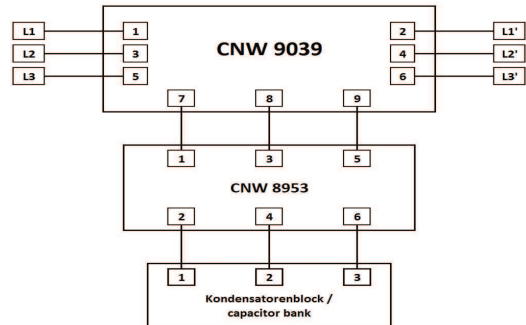 L1 1 2 L1'
L2 3 CNW 9039 4 L2'
L3 5 6 L3'
7 8 9
1 3 5
CNW 8953
2 4 6
1 2 3
Kondensatorenblock /
capacitor bank